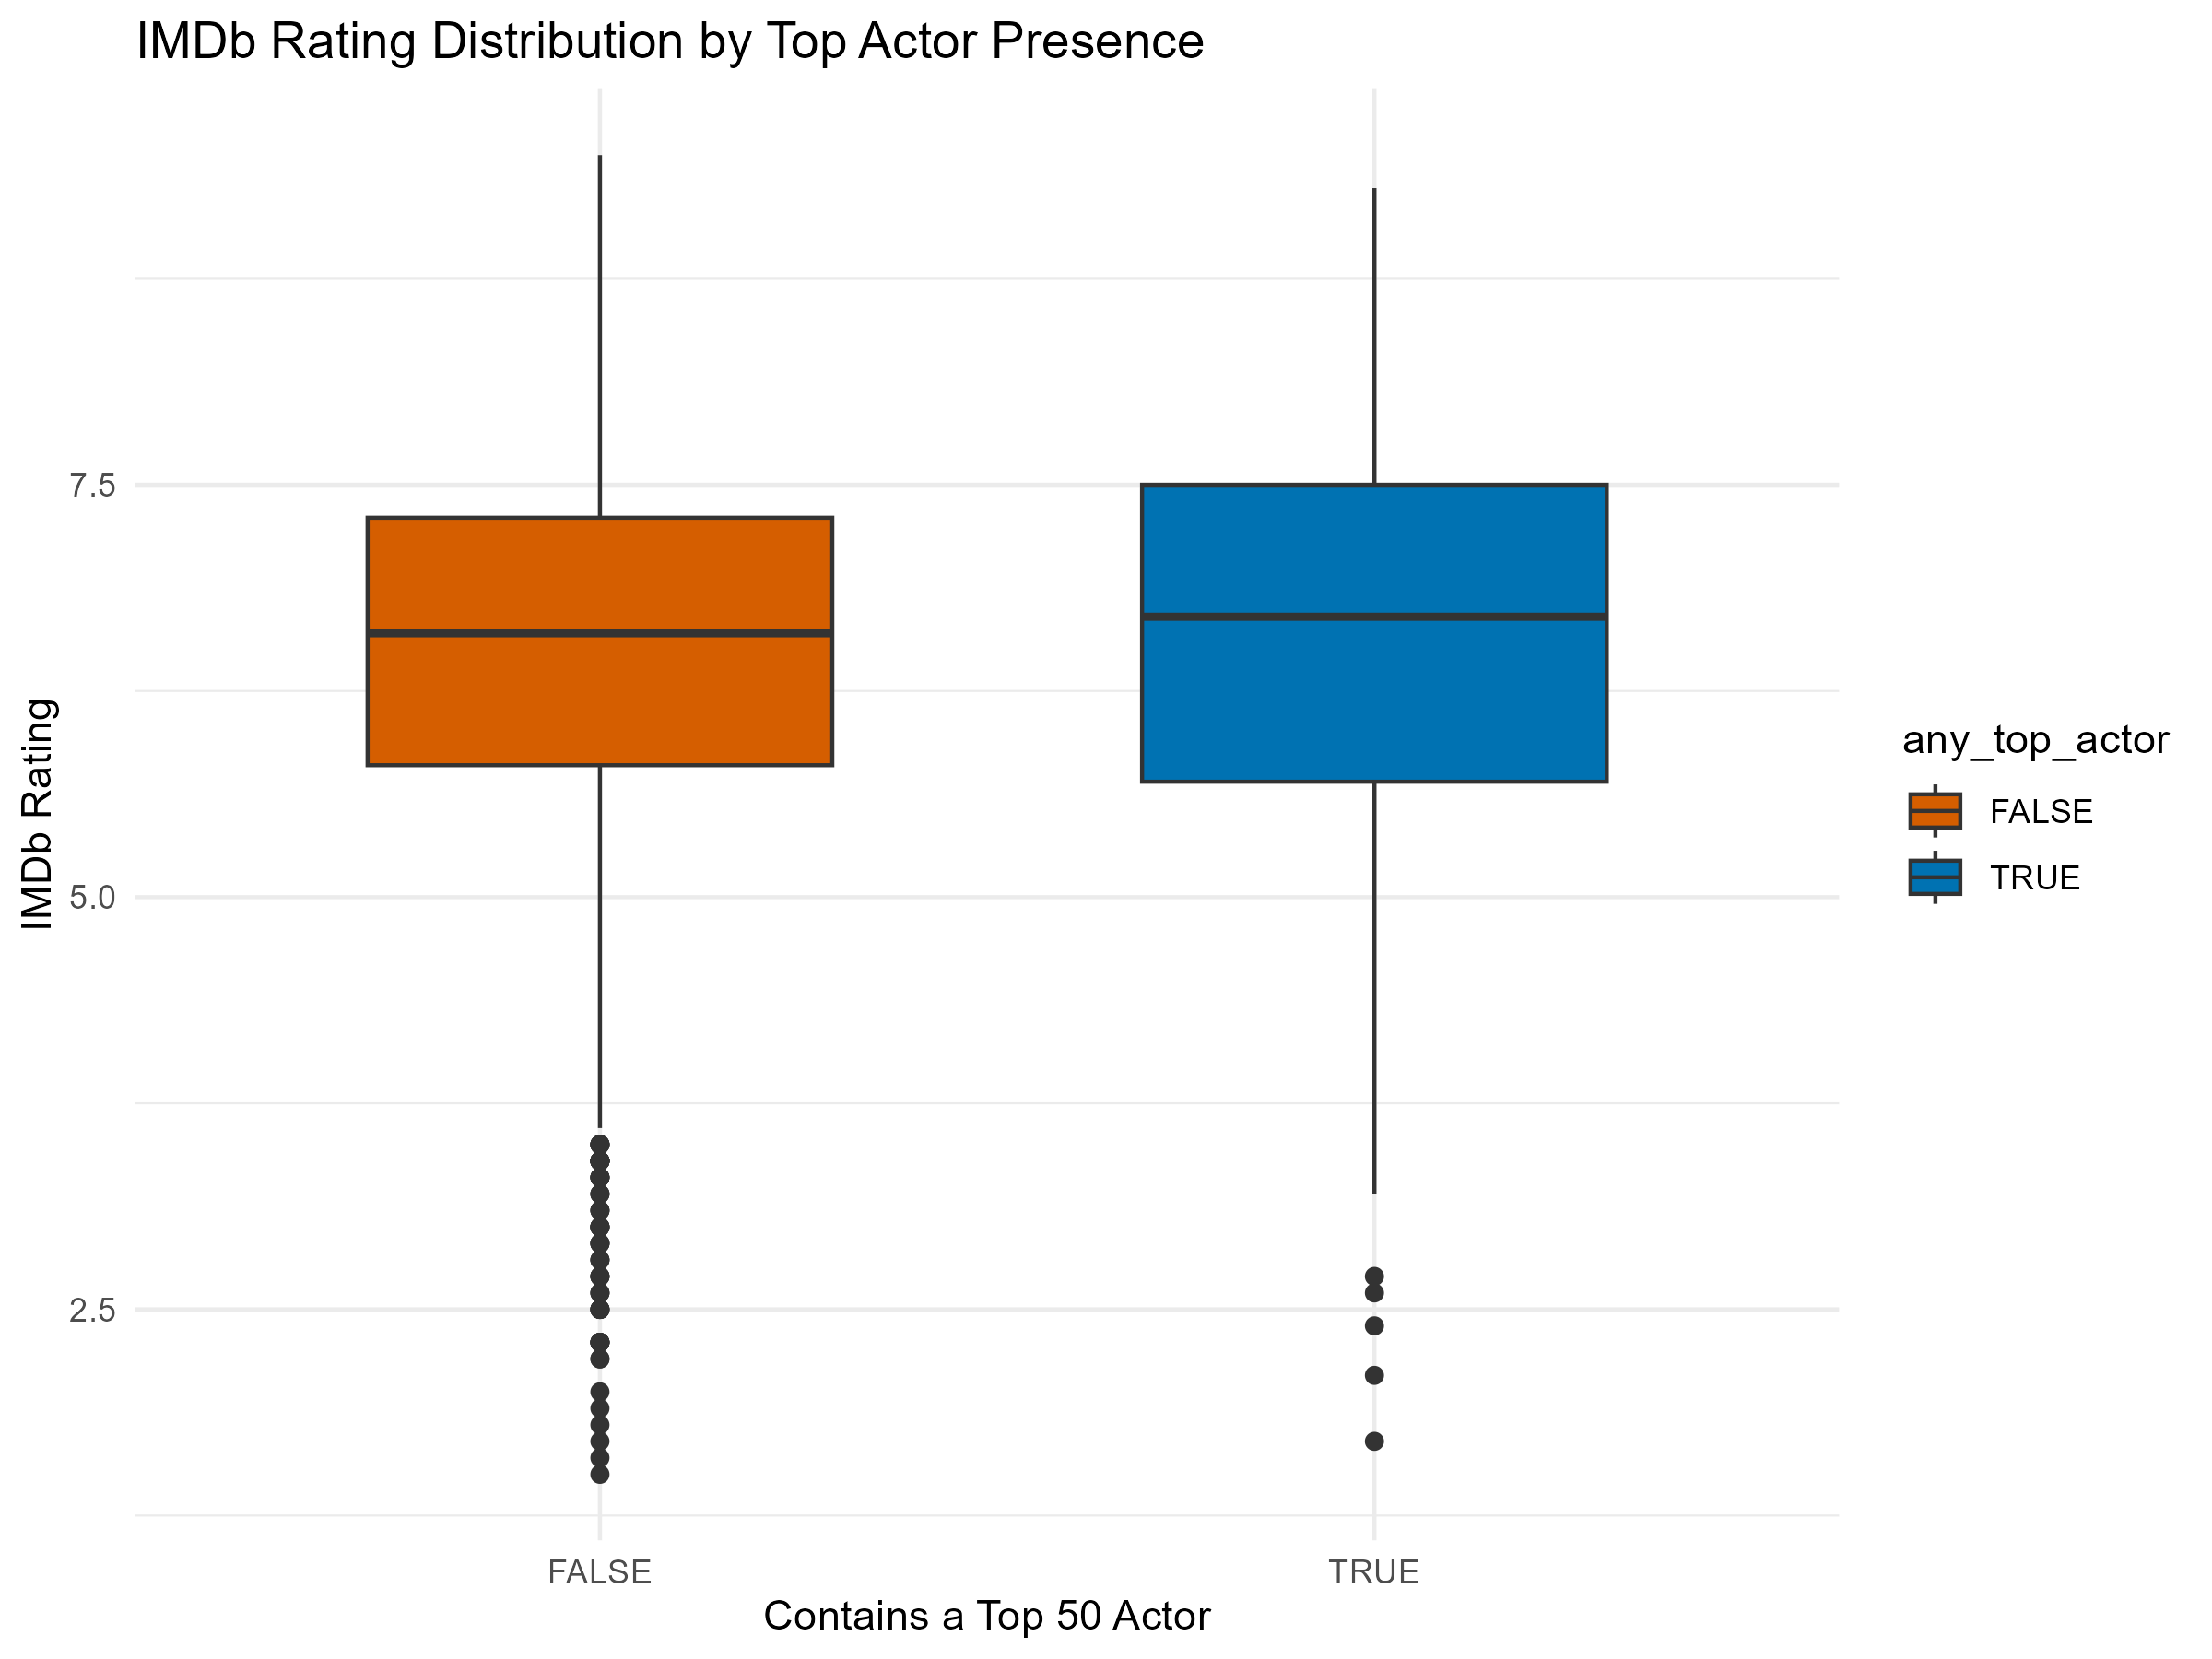 IMDb Rating Distribution by Top Actor Presence
IMDb Rating
7.5
5.0
2.5
FALSE
TRUE
Contains a Top 50 Actor
any_top_actor
FALSE
TRUE